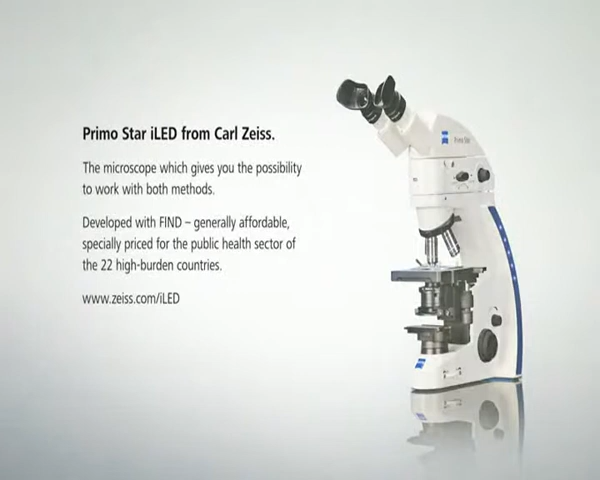 Primo Star iLED from Carl Zeiss.
The microscope which gives you the possibility
to work with both methods.
Developed with FIND – generally affordable,
specially priced for the public health sector of
the 22 high-burden countries.
www.zeiss.com/iLED
Primo Star